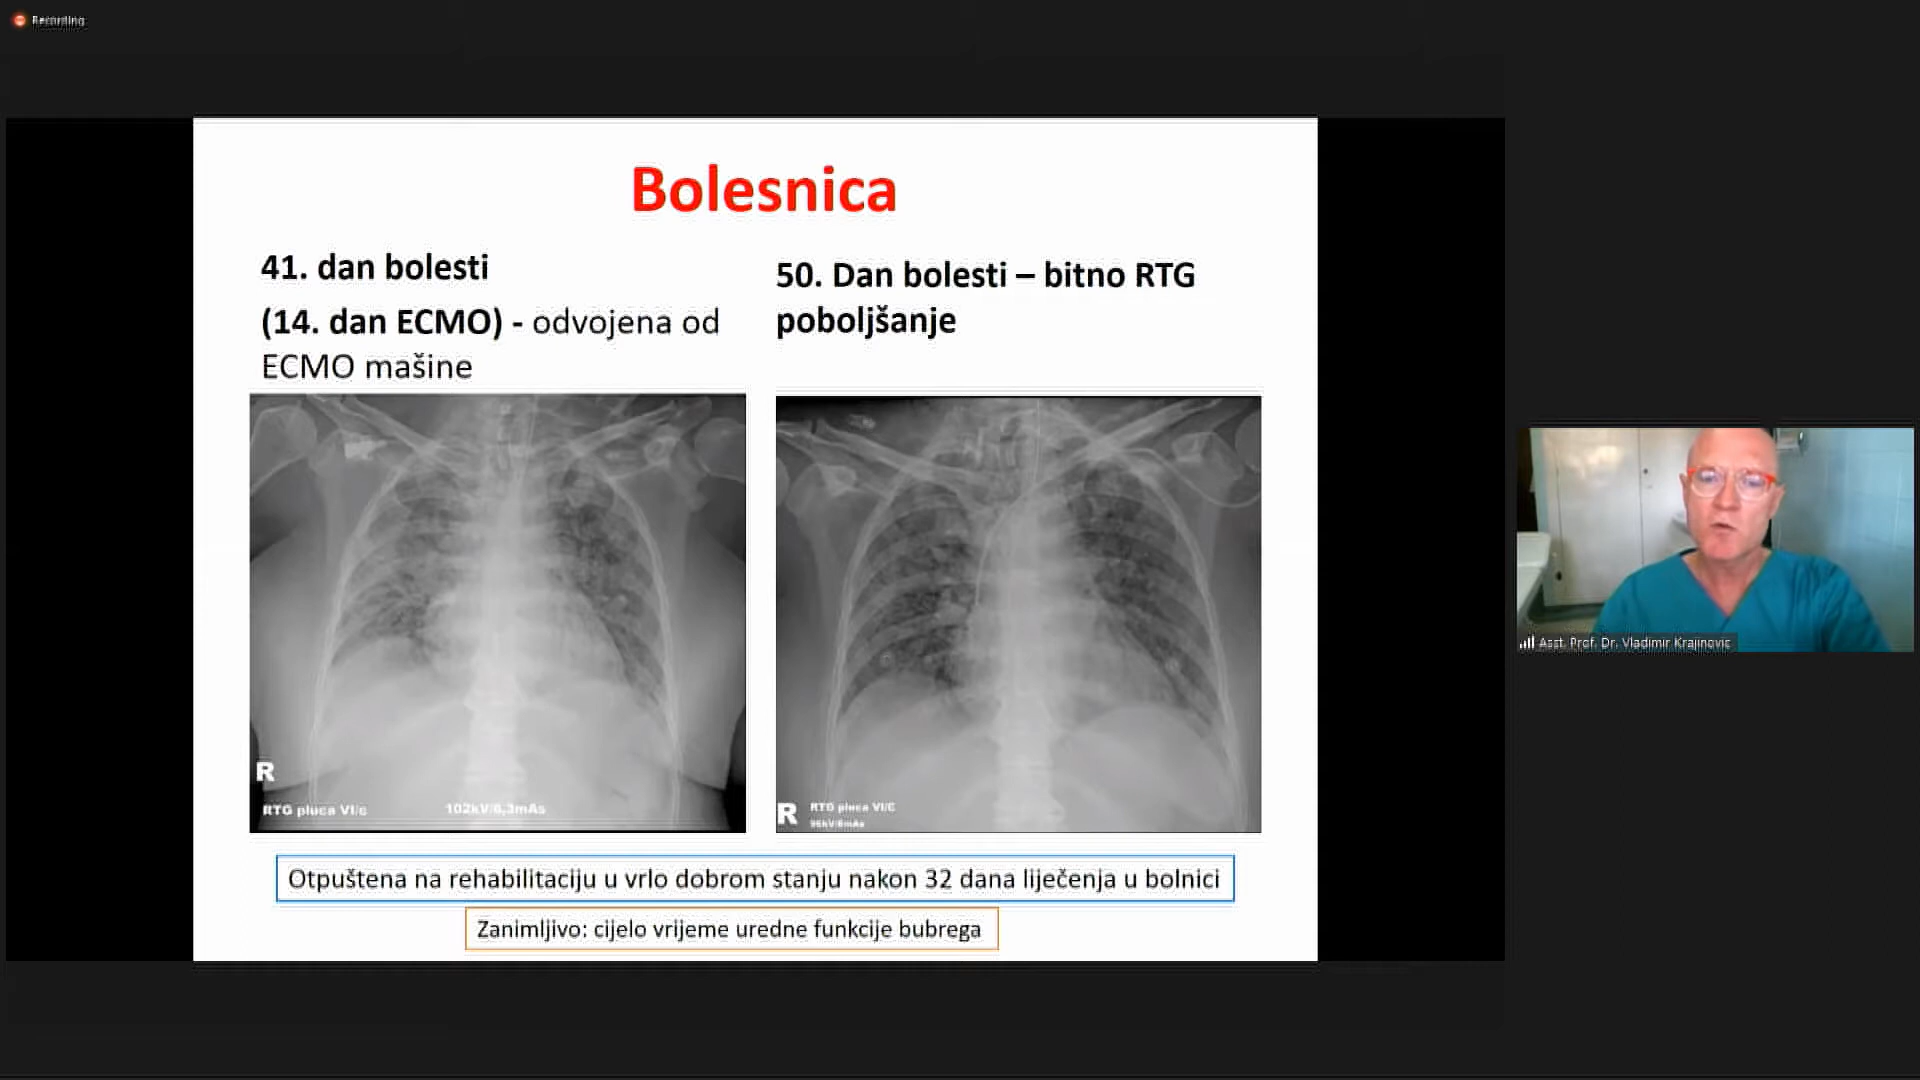 Recording
Bolesnica
41. dan bolesti
(14. dan ECMO) - odvojena od
ECMO mašine
50. Dan bolesti – bitno RTG
poboljšanje
R
RTG pluca VI/c
102kV/6,3mAs
R
RTG pluca VI/C
96kV/8mAs
Otpuštena na rehabilitaciju u vrlo dobrom stanju nakon 32 dana liječenja u bolnici
Zanimljivo: cijelo vrijeme uredne funkcije bubrega
Asst. Prof. Dr. Vladimir Krajinovic